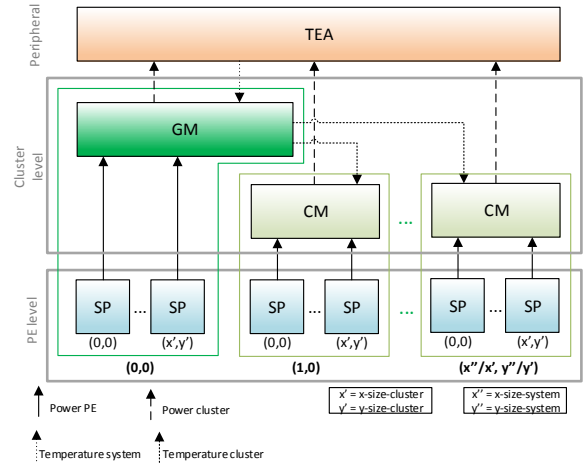 Peripheral
TEA
Cluster level
GM
CM
...
CM
PE level
SP ... SP
SP ... SP
...
SP ... SP
(0,0) (x',y')
(0,0) (x',y')
(0,0) (x',y')
(0,0)
(1,0)
(x''/x', y''/y')
Power PE
Power cluster
x' = x-size-cluster
y' = y-size-cluster
x'' = x-size-system
y'' = y-size-system
Temperature system
Temperature cluster